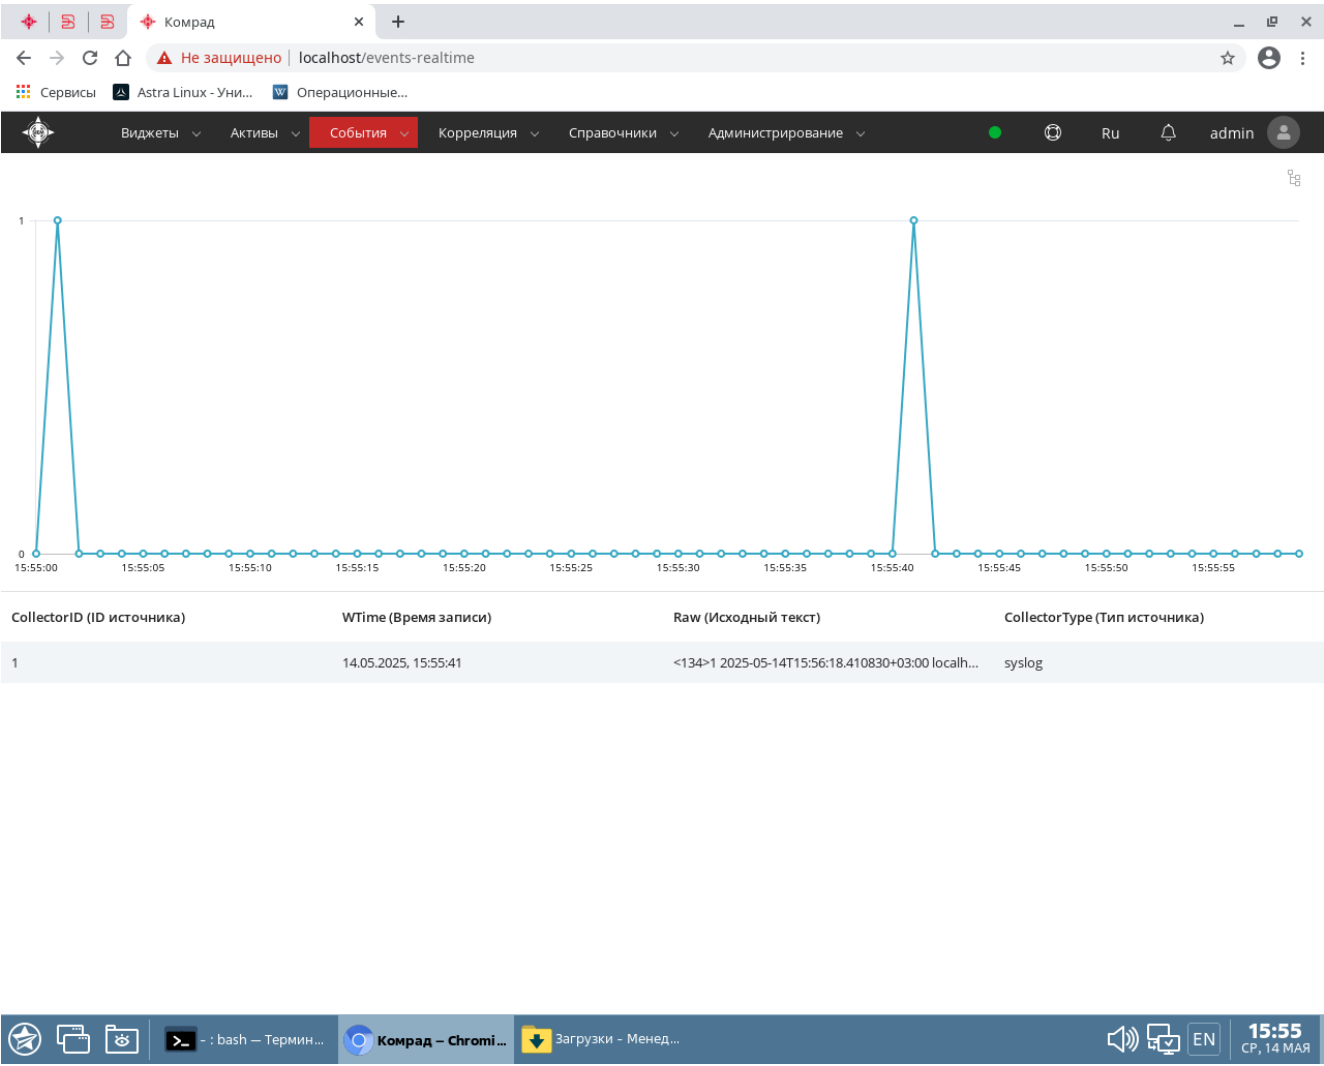 Комрад
Не защищено localhost/events-realtime
Сервисы Astra Linux - Уни... Операционные...
Виджеты Активы События Корреляция Справочники Администрирование Ru admin
1
0
15:55:00 15:55:05 15:55:10 15:55:15 15:55:20 15:55:25 15:55:30 15:55:35 15:55:40 15:55:45 15:55:50 15:55:55
CollectorID (ID источника) WTime (Время записи) Raw (Исходный текст) CollectorType (Тип источника)
1 14.05.2025, 15:55:41 <134>1 2025-05-14T15:56:18.410830+03:00 localh... syslog
- : bash — Термин... Комрад – Chromi... Загрузки – Менед... EN 15:55
СР, 14 МАЯ